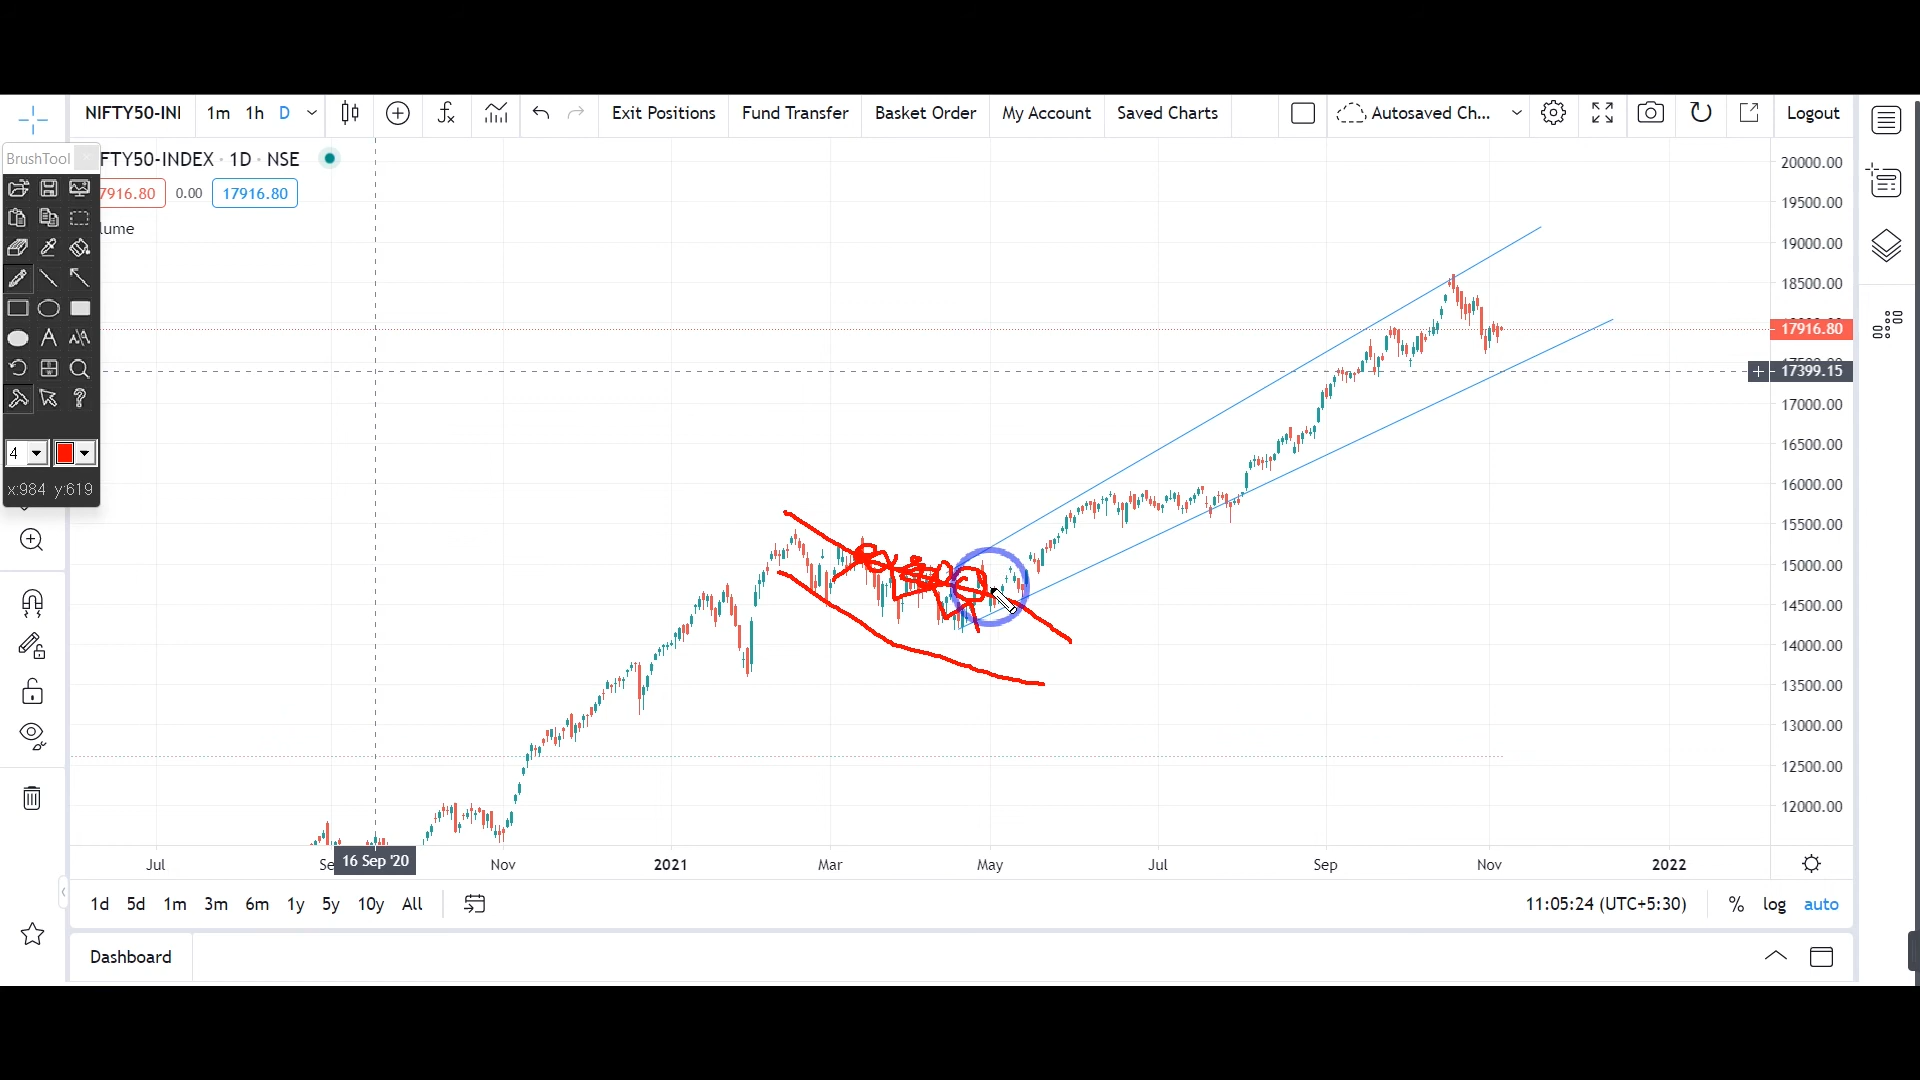 NIFTY50-INI 1m 1h D Exit Positions Fund Transfer Basket Order My Account Saved Charts Autosaved Ch... Logout
BrushTool
FTY50-INDEX · 1D · NSE
7916.80 0.00 17916.80
lume
20000.00
19500.00
19000.00
18500.00
17916.80
17399.15
17000.00
16500.00
16000.00
15500.00
15000.00
14500.00
14000.00
13500.00
13000.00
12500.00
12000.00
4
x:984 y:619
Jul Se 16 Sep '20 Nov 2021 Mar May Jul Sep Nov 2022
1d 5d 1m 3m 6m 1y 5y 10y All 11:05:24 (UTC+5:30) % log auto
Dashboard